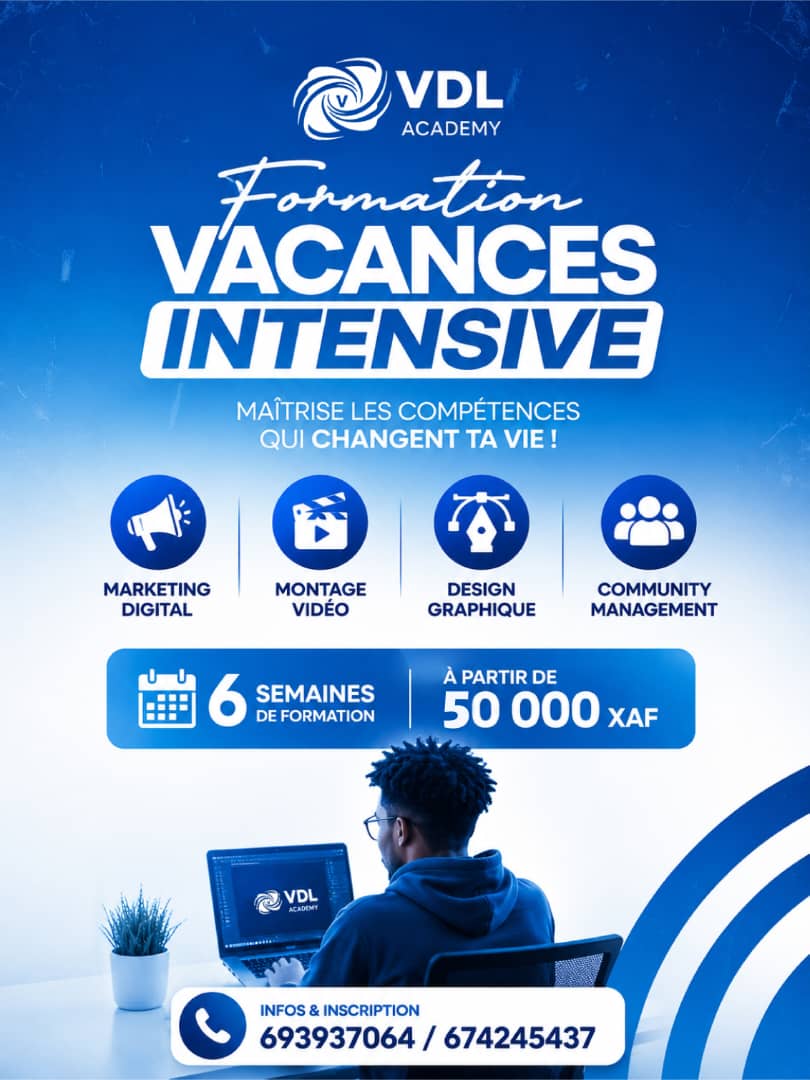 V
VDL
ACADEMY
Formation
VACANCES
INTENSIVE
MAÎTRISE LES COMPÉTENCES
QUI CHANGENT TA VIE !
MARKETING
DIGITAL
MONTAGE
VIDÉO
DESIGN
GRAPHIQUE
COMMUNITY
MANAGEMENT
6 SEMAINES
DE FORMATION
À PARTIR DE
50 000 XAF
VDL
ACADEMY
INFOS & INSCRIPTION
693937064 / 674245437